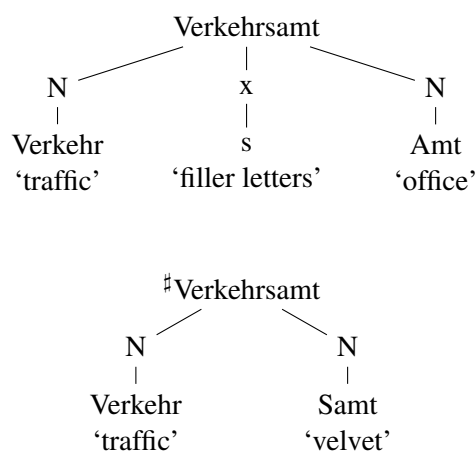 Verkehrsamt
N x N
Verkehr s Amt
‘traffic’ ‘filler letters’ ‘office’
♯Verkehrsamt
N N
Verkehr Samt
‘traffic’ ‘velvet’